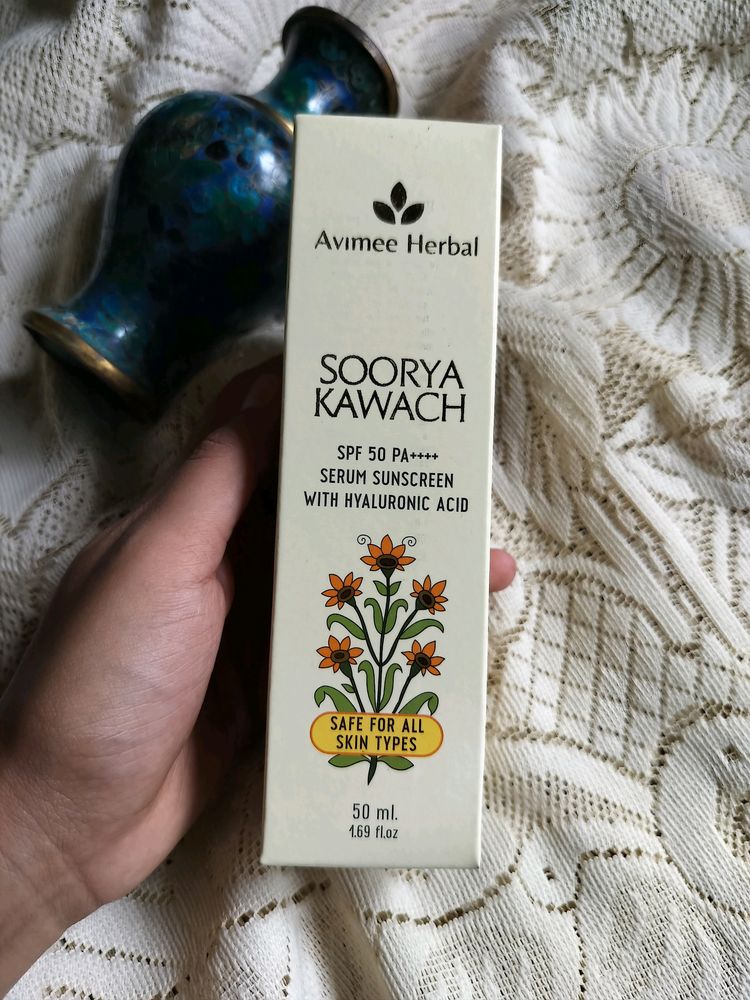 Avimee Herbal
SOORYA
KAWACH
SPF 50 PA++++
SERUM SUNSCREEN
WITH HYALURONIC ACID
SAFE FOR ALL
SKIN TYPES
50 ml.
1.69 fl.oz